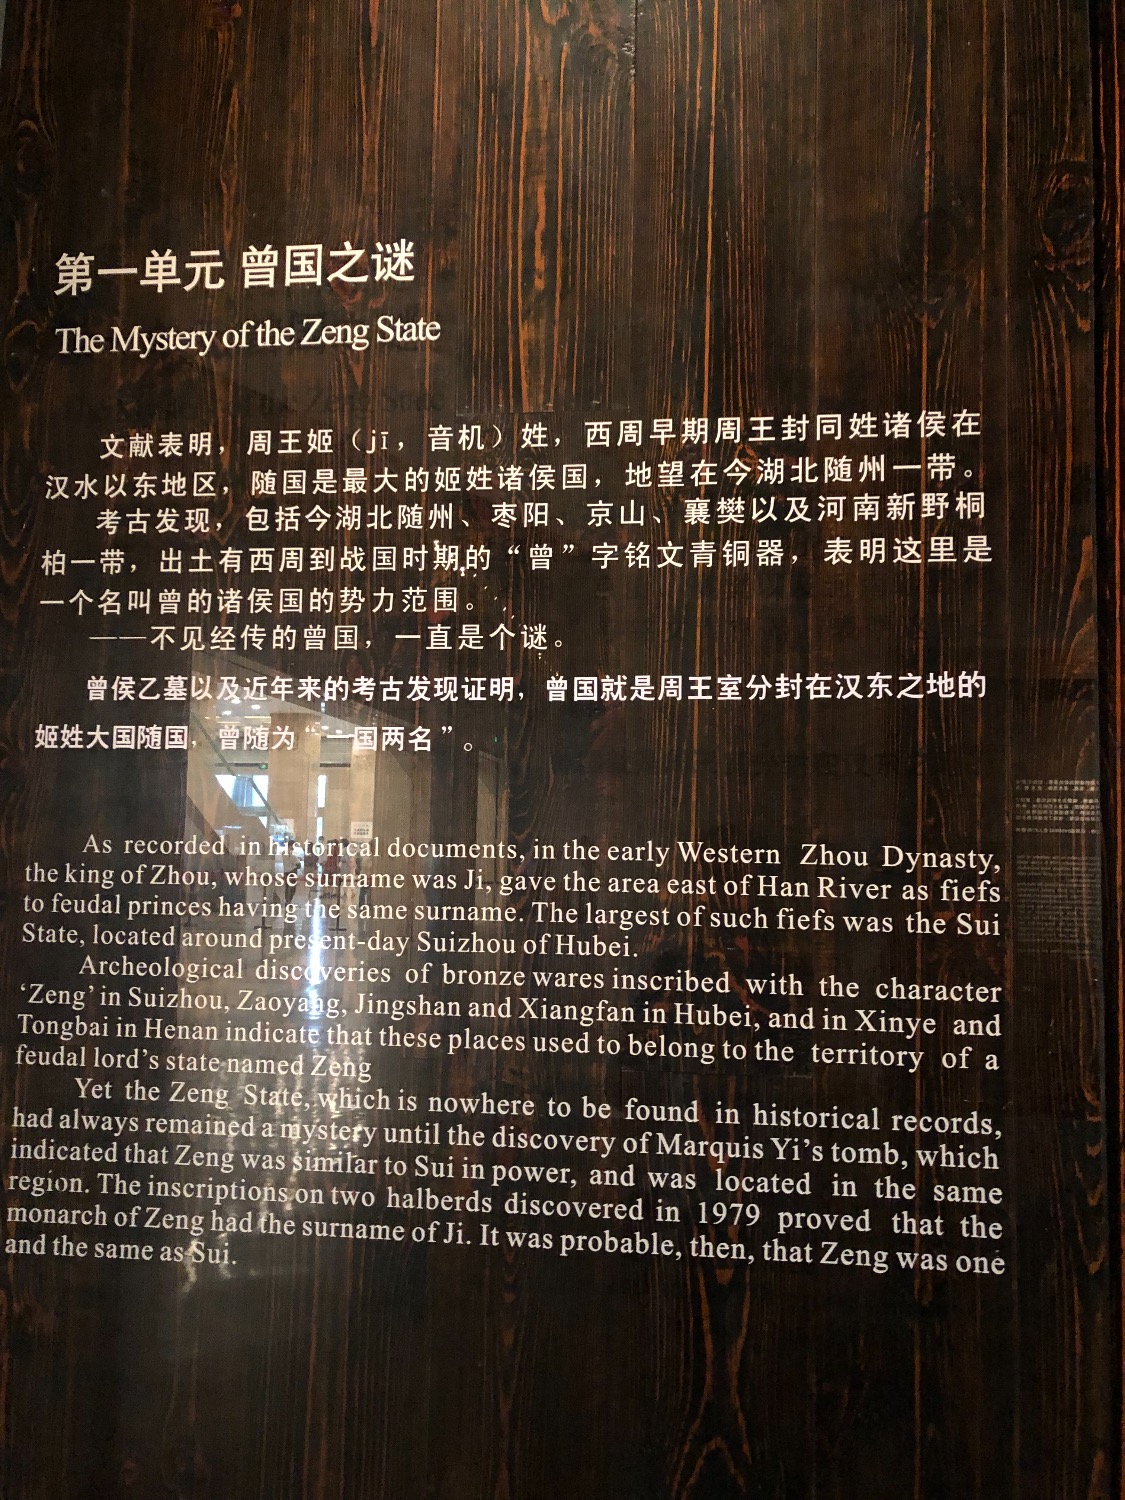 第一单元 曾国之谜
The Mystery of the Zeng State
文献表明，周王姬（jī，音机）姓，西周早期周王封同姓诸侯在
汉水以东地区，随国是最大的姬姓诸侯国，地望在今湖北随州一带。
考古发现，包括今湖北随州、枣阳、京山、襄樊以及河南新野桐
柏一带，出土有西周到战国时期的“曾”字铭文青铜器，表明这里是
一个名叫曾的诸侯国的势力范围。
——不见经传的曾国，一直是个谜。
曾侯乙墓以及近年来的考古发现证明，曾国就是周王室分封在汉东之地的
姬姓大国随国，曾随为“一国两名”。
As recorded in historical documents, in the early Western Zhou Dynasty,
the king of Zhou, whose surname was Ji, gave the area east of Han River as fiefs
to feudal princes having the same surname. The largest of such fiefs was the Sui
State, located around present-day Suizhou of Hubei.
Archeological discoveries of bronze wares inscribed with the character
‘Zeng’ in Suizhou, Zaoyang, Jingshan and Xiangfan in Hubei, and in Xinye and
Tongbai in Henan indicate that these places used to belong to the territory of a
feudal lord’s state named Zeng
Yet the Zeng State, which is nowhere to be found in historical records,
had always remained a mystery until the discovery of Marquis Yi’s tomb, which
indicated that Zeng was similar to Sui in power, and was located in the same
region. The inscriptions on two halberds discovered in 1979 proved that the
monarch of Zeng had the surname of Ji. It was probable, then, that Zeng was one
and the same as Sui.